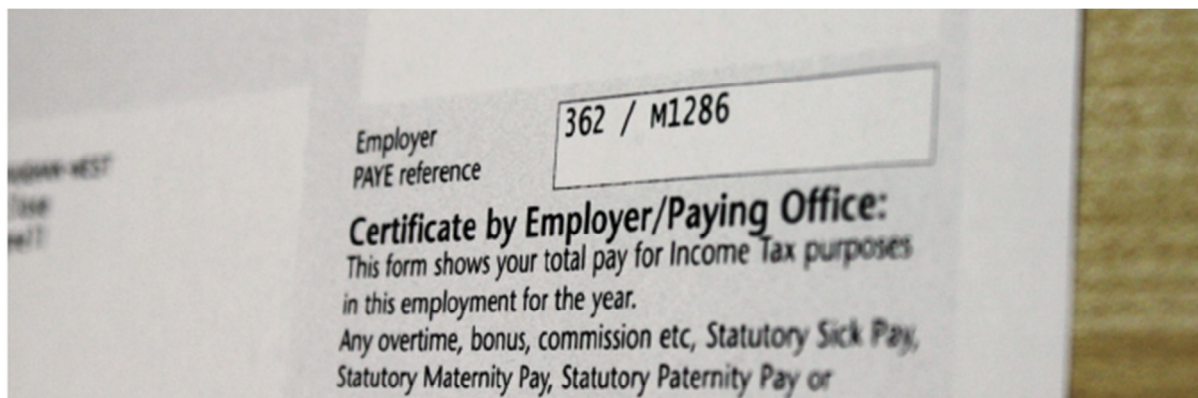 362 / M1286
Employer
PAYE reference
Certificate by Employer/Paying Office:
This form shows your total pay for Income Tax purposes
in this employment for the year.
Any overtime, bonus, commission etc, Statutory Sick Pay,
Statutory Maternity Pay, Statutory Paternity Pay or